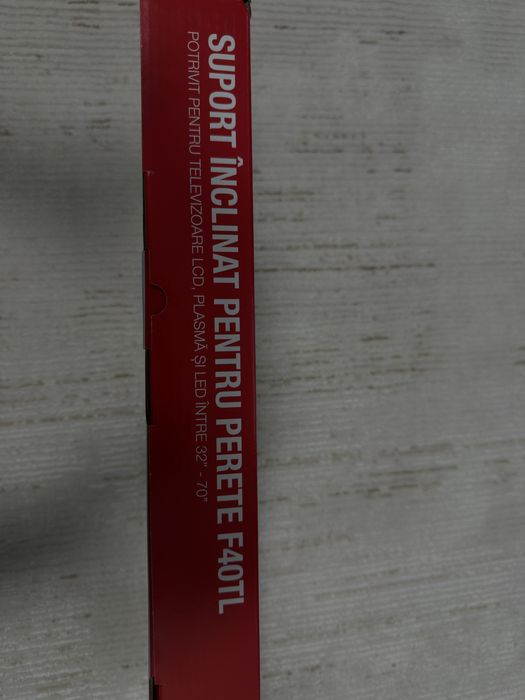 SUPORT ÎNCLINAT PENTRU PERETE F40TL
POTRIVIT PENTRU TELEVIZOARE LCD, PLASMĂ ȘI LED ÎNTRE 32" - 70"